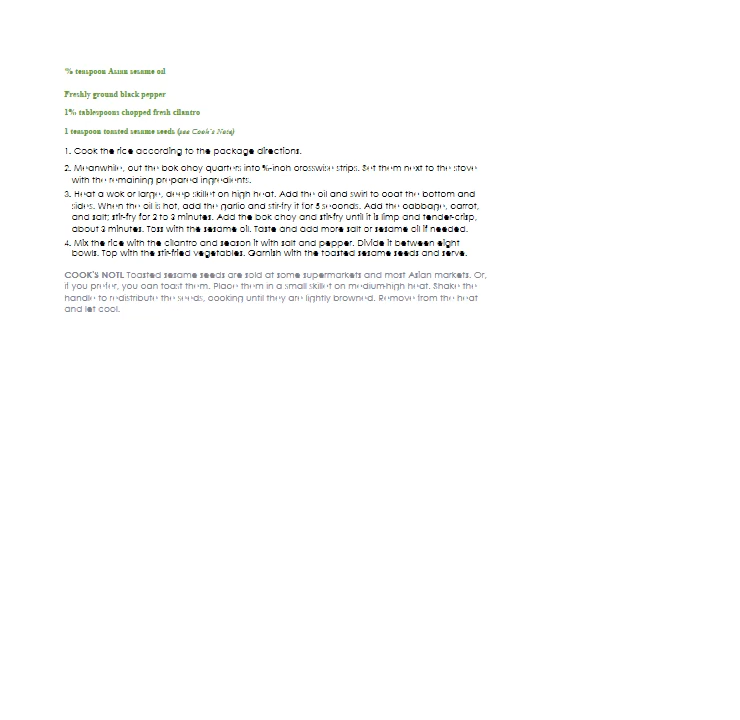 % teaspoon Asian sesame oil
Freshly ground black pepper
1% tablespoons chopped fresh cilantro
1 teaspoon toasted sesame seeds (see Cook's Note)
1. Cook the rice according to the package directions.
2. Meanwhile, cut the bok choy quarters into %-inch crosswise strips. Set them next to the stove
with the remaining prepared ingredients.
3. Heat a wok or large, deep skillet on high heat. Add the oil and swirl to coat the bottom and
sides. When the oil is hot, add the garlic and stir-fry it for 5 seconds. Add the cabbage, carrot,
and salt; stir-fry for 2 to 3 minutes. Add the bok choy and stir-fry until it is limp and tender-crisp,
about 3 minutes. Toss with the sesame oil. Taste and add more salt or sesame oil if needed.
4. Mix the rice with the cilantro and season it with salt and pepper. Divide it between eight
bowls. Top with the stir-fried vegetables. Garnish with the toasted sesame seeds and serve.
COOK'S NOTE Toasted sesame seeds are sold at some supermarkets and most Asian markets. Or,
if you prefer, you can toast them. Place them in a small skillet on medium-high heat. Shake the
handle to redistribute the seeds, cooking until they are lightly browned. Remove from the heat
and let cool.